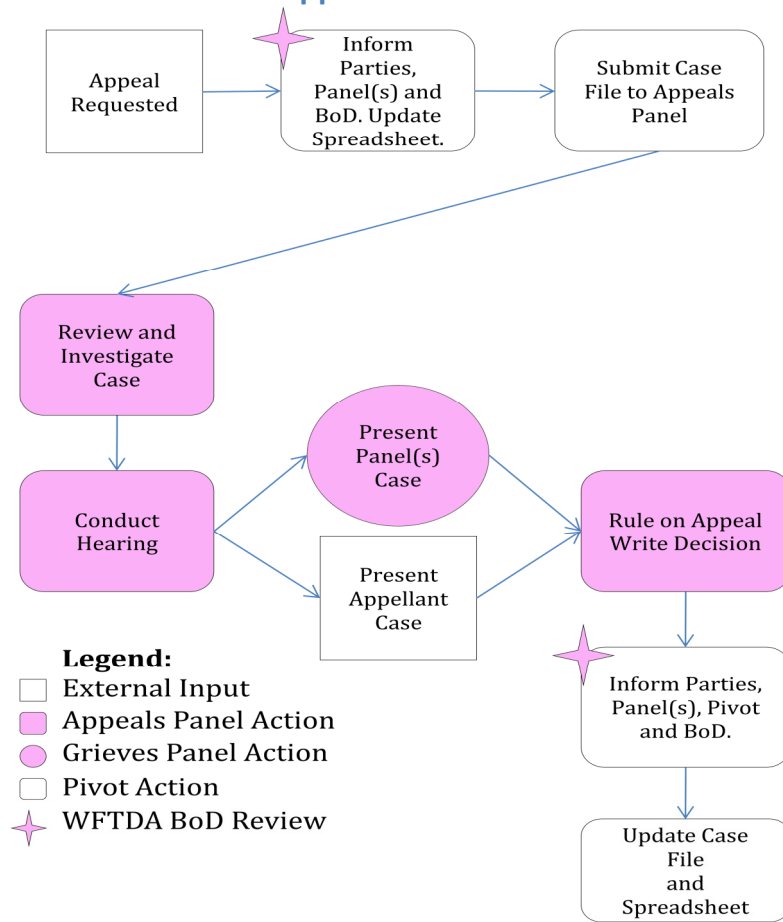 Appeal
Requested
Inform
Parties,
Panel(s) and
BoD. Update
Spreadsheet.
Submit Case
File to Appeals
Panel
Review and
Investigate
Case
Conduct
Hearing
Present
Panel(s)
Case
Present
Appellant
Case
Rule on Appeal
Write Decision
Inform Parties,
Panel(s), Pivot
and BoD.
Update Case
File
and
Spreadsheet
Legend:
External Input
Appeals Panel Action
Grieves Panel Action
Pivot Action
WFTDA BoD Review